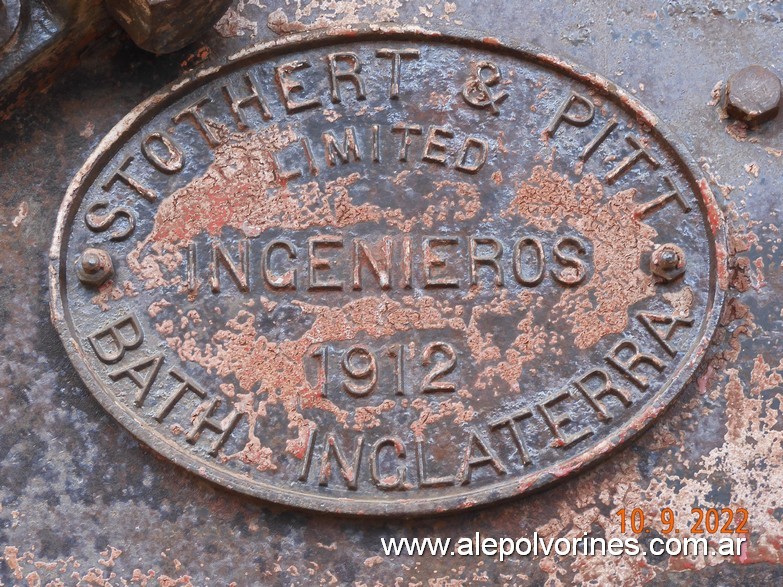 STOTHERT & PITT
LIMITED
INGENIEROS
1912
BATH INGLATERRA
10 9 2022
www.alepolvorines.com.ar